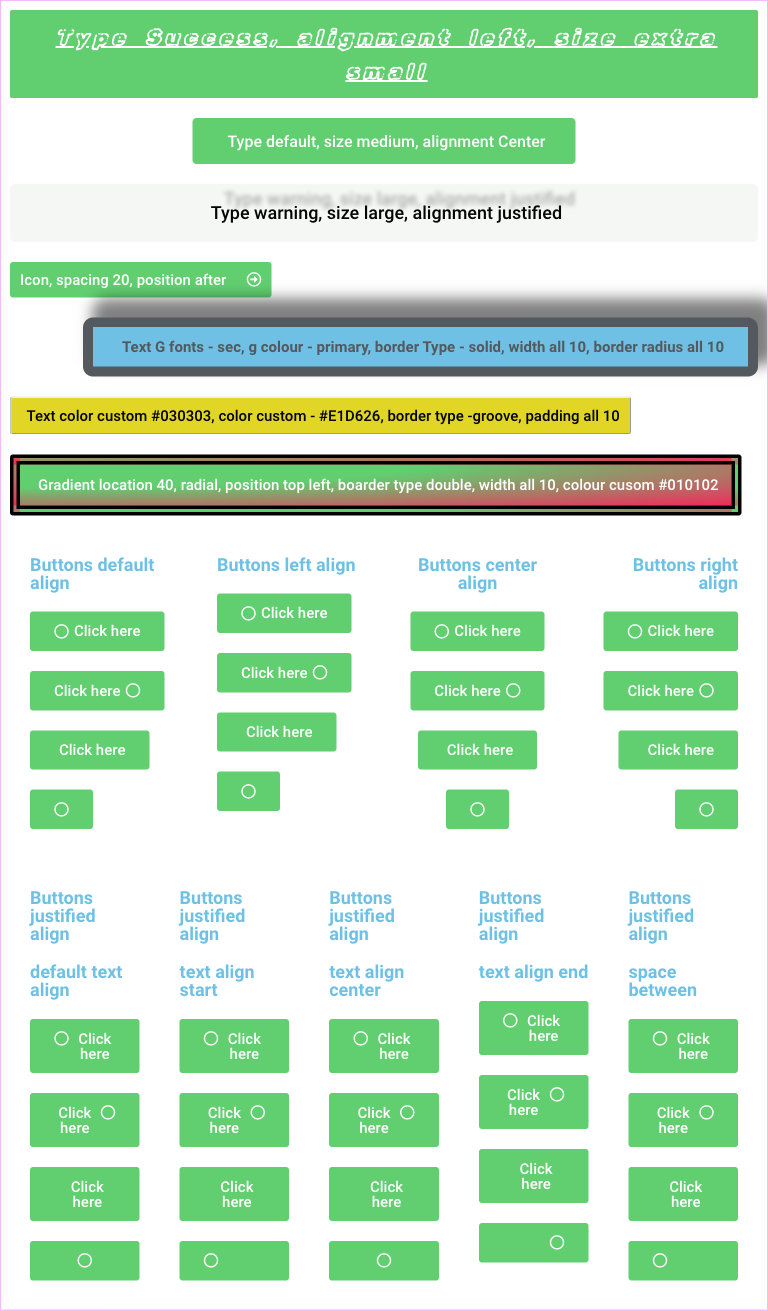 Type Success, alignment left, size extra
small
Type default, size medium, alignment Center
Type warning, size large, alignment justified
Type warning, size large, alignment justified
Icon, spacing 20, position after
Text G fonts - sec, g colour - primary, border Type - solid, width all 10, border radius all 10
Text color custom #030303, color custom - #E1D626, border type -groove, padding all 10
Gradient location 40, radial, position top left, boarder type double, width all 10, colour cusom #010102
Buttons default
align
Click here
Click here
Click here
Buttons left align
Click here
Click here
Click here
Buttons center
align
Click here
Click here
Click here
Buttons right
align
Click here
Click here
Click here
Buttons
justified
align
default text
align
Click
here
Click
here
Click
here
Buttons
justified
align
text align
start
Click
here
Click
here
Click
here
Buttons
justified
align
text align
center
Click
here
Click
here
Click
here
Buttons
justified
align
text align end
Click
here
Click
here
Click
here
Buttons
justified
align
space
between
Click
here
Click
here
Click
here